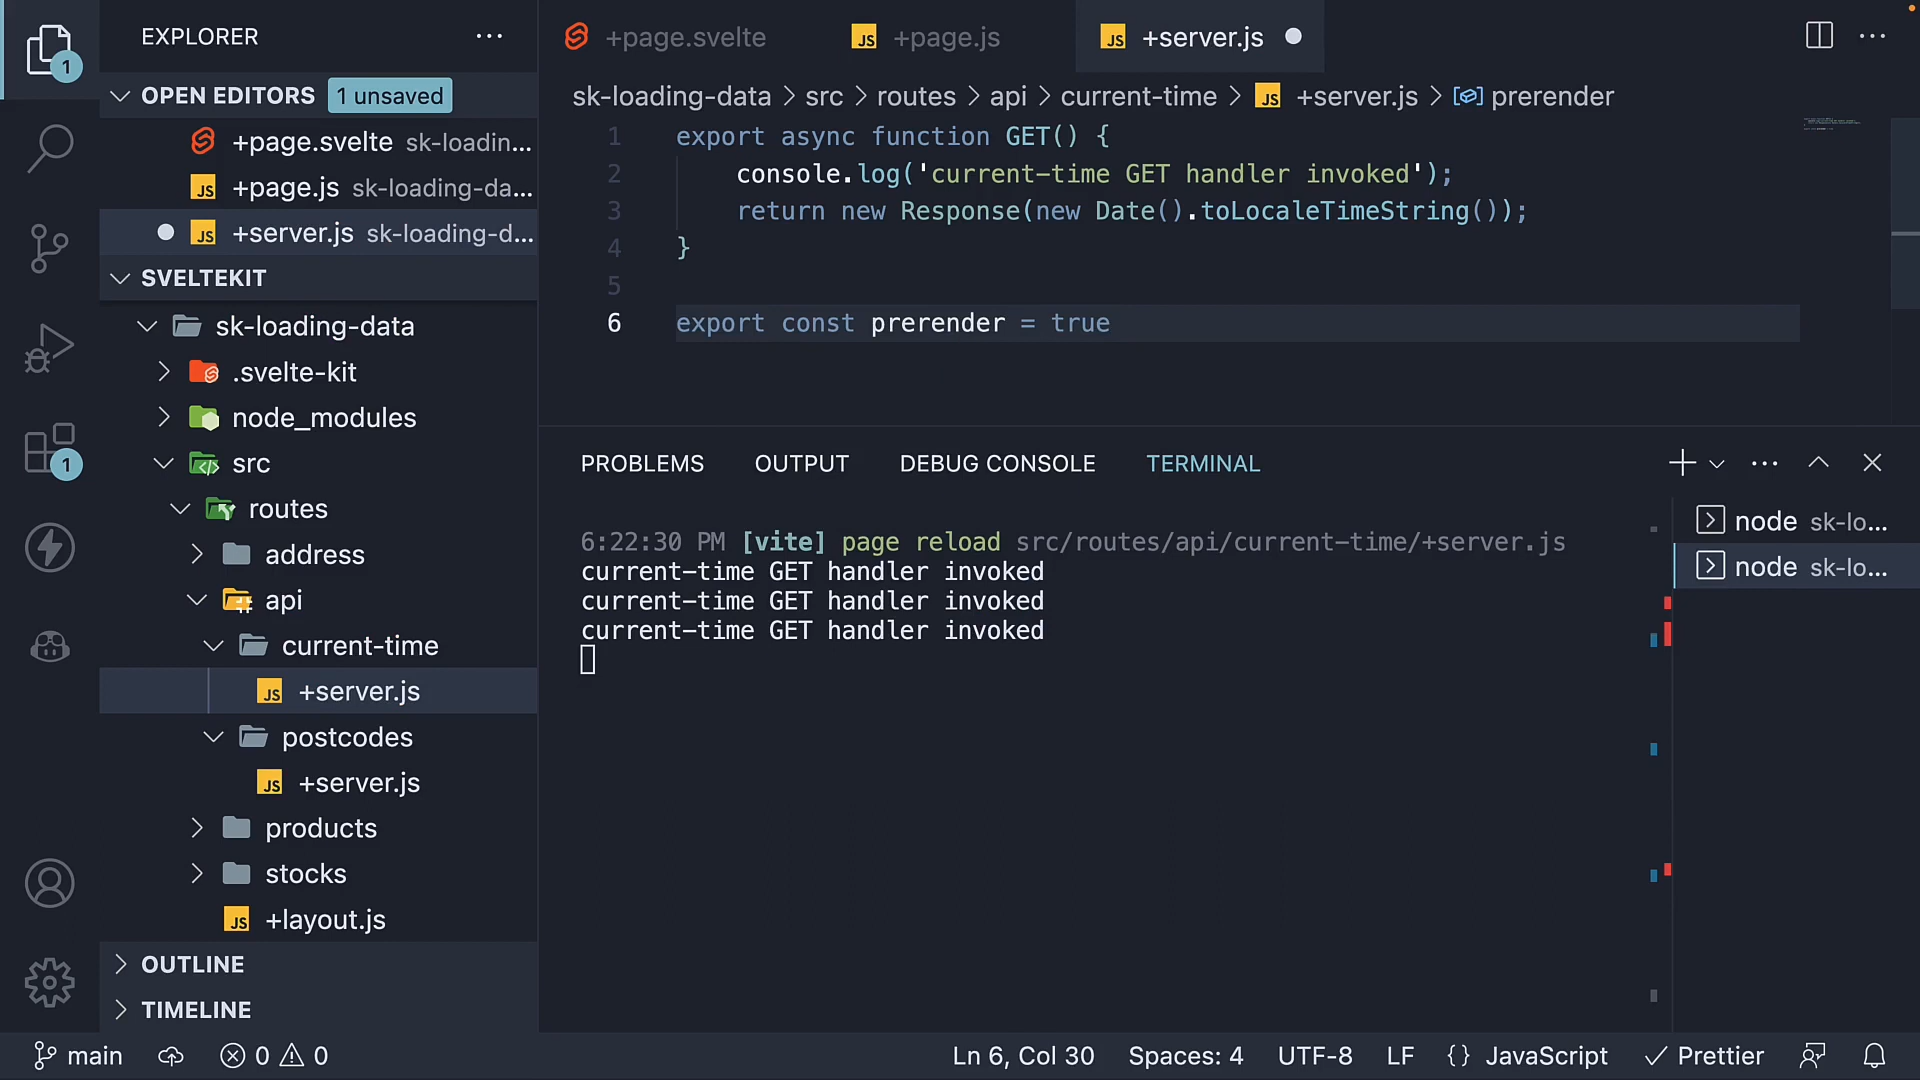 EXPLORER
OPEN EDITORS 1 unsaved
+page.svelte sk-loadin...
+page.js sk-loading-da...
+server.js sk-loading-d...
SVELTEKIT
sk-loading-data
.svelte-kit
node_modules
src
routes
address
api
current-time
+server.js
postcodes
+server.js
products
stocks
+layout.js
OUTLINE
TIMELINE
1
1
+page.svelte +page.js +server.js
sk-loading-data > src > routes > api > current-time > +server.js > prerender
1 export async function GET() {
2 console.log('current-time GET handler invoked');
3 return new Response(new Date().toLocaleTimeString());
4 }
5
6 export const prerender = true
PROBLEMS OUTPUT DEBUG CONSOLE TERMINAL
6:22:30 PM [vite] page reload src/routes/api/current-time/+server.js
current-time GET handler invoked
current-time GET handler invoked
current-time GET handler invoked
node sk-lo...
node sk-lo...
main 0 0 Ln 6, Col 30 Spaces: 4 UTF-8 LF {} JavaScript Prettier